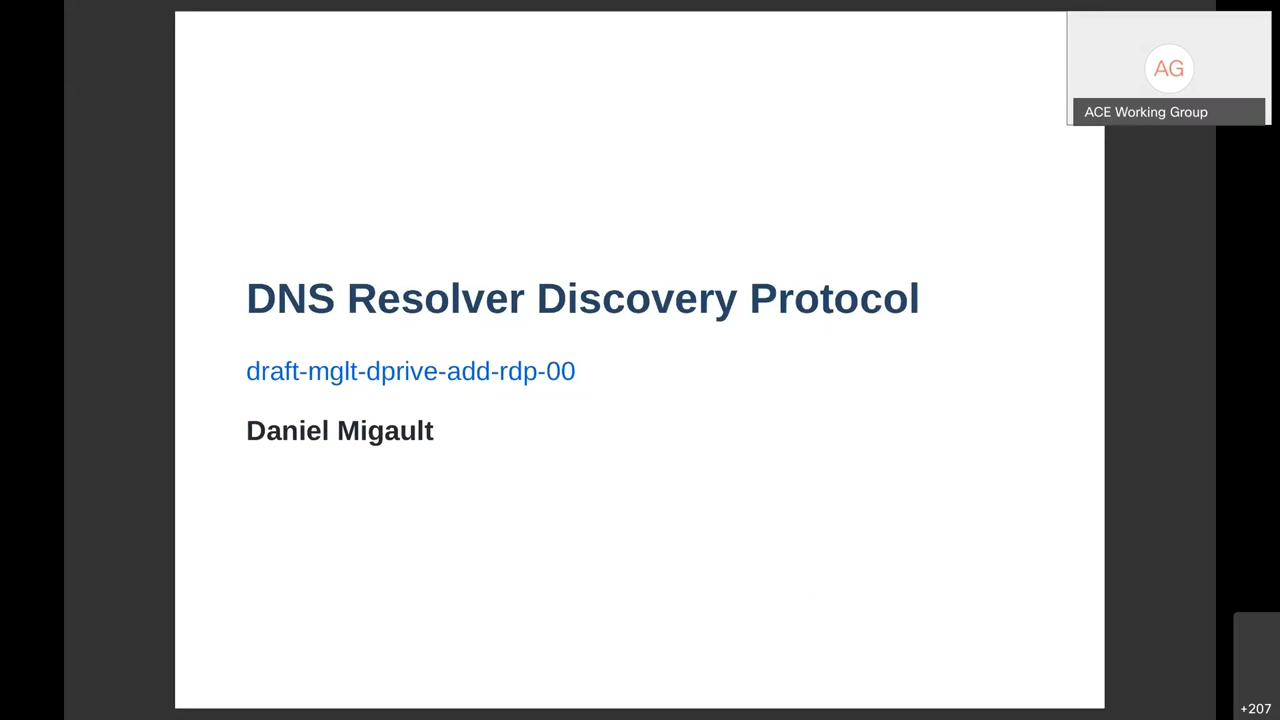 AG
ACE Working Group
DNS Resolver Discovery Protocol
draft-mglt-dprive-add-rdp-00
Daniel Migault
+207